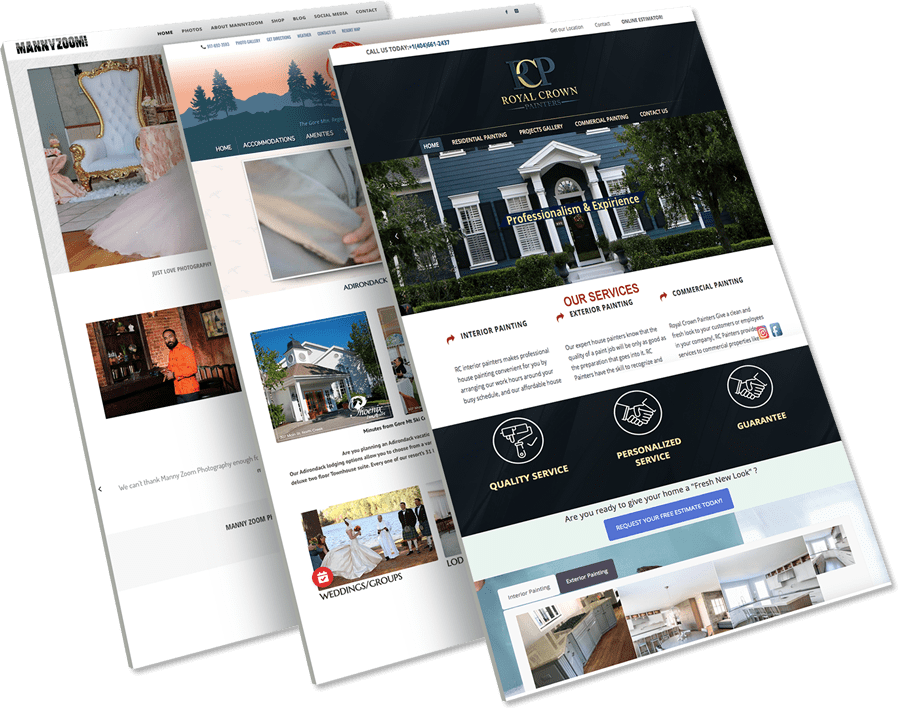 MANNYZOOM!
HOME PHOTOS ABOUT MANNYZOOM SHOP BLOG SOCIAL MEDIA CONTACT
JUST LOVE PHOTOGRAPHY
We can't thank Manny Zoom Photography enough fo
MANNY ZOOM P
PHOTO GALLERY GET DIRECTIONS WEATHER CONTACT US RESORT MAP
HOME ACCOMMODATIONS AMENITIES
ADIRONDACK
Minutes from Gore Mt Ski C
Are you planning an Adirondack vacatio
Our Adirondack lodging options allow you to choose from a var
deluxe two floor Townhouse suite. Every one of our resort's 31
WEDDINGS/GROUPS
LOD
Get our Location Contact ONLINE ESTIMATOR!
CALL US TODAY:+1(404)661-2437
RCP
ROYAL CROWN
PAINTERS
HOME RESIDENTIAL PAINTING PROJECTS GALLERY COMMERCIAL PAINTING CONTACT US
Professionalism & Expirience
OUR SERVICES
INTERIOR PAINTING
RC interior painters makes professional
house painting convenient for you by
arranging our work hours around your
busy schedule, and our affordable house
EXTERIOR PAINTING
Our expert house painters know that the
quality of a paint job will be only as good as
the preparation that goes into it. RC
Painters have the skill to recognize and
COMMERCIAL PAINTING
Royal Crown Painters Give a clean and
fresh look to your customers or employees
in your company!, RC Painters provide
services to commercial properties like
QUALITY SERVICE
PERSONALIZED
SERVICE
GUARANTEE
Are you ready to give your home a "Fresh New Look" ?
REQUEST YOUR FREE ESTIMATE TODAY!
Interior Painting Exterior Painting